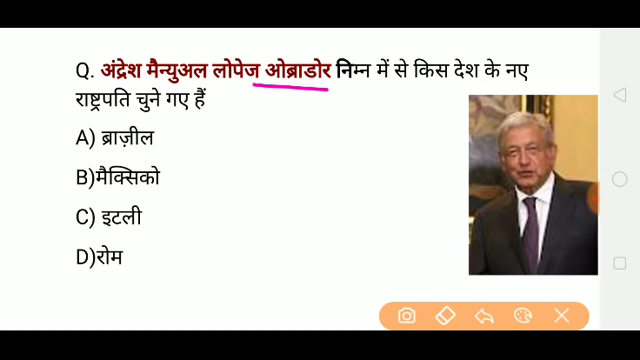 Q. अंद्रेश मैन्युअल लोपेज ओब्राडोर निम्न में से किस देश के नए
राष्ट्रपति चुने गए हैं
A) ब्राज़ील
B)मैक्सिको
C) इटली
D)रोम